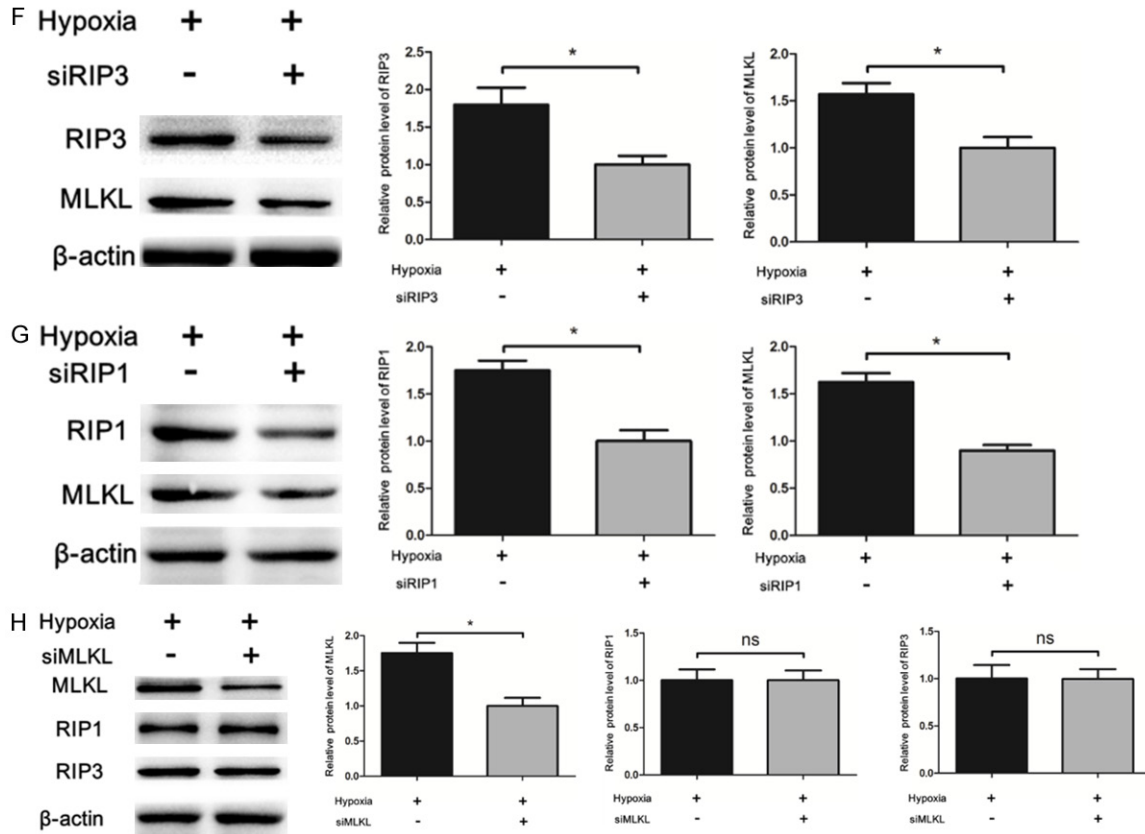 F Hypoxia + +
siRIP3 - +
RIP3
MLKL
β-actin
Relative protein level of RIP3
2.5
2.0
1.5
1.0
0.5
0.0
*
Hypoxia + +
siRIP3 - +
Relative protein level of MLKL
2.0
1.5
1.0
0.5
0.0
*
Hypoxia + +
siRIP3 - +
G Hypoxia + +
siRIP1 - +
RIP1
MLKL
β-actin
Relative protein level of RIP1
2.0
1.5
1.0
0.5
0.0
*
Hypoxia + +
siRIP1 - +
Relative protein level of MLKL
2.0
1.5
1.0
0.5
0.0
*
Hypoxia + +
siRIP1 - +
H Hypoxia + +
siMLKL - +
MLKL
RIP1
RIP3
β-actin
Relative protein level of MLKL
2.0
1.5
1.0
0.5
0.0
*
Hypoxia + +
siMLKL - +
Relative protein level of RIP1
1.5
1.0
0.5
0.0
ns
Hypoxia + +
siMLKL - +
Relative protein level of RIP3
1.5
1.0
0.5
0.0
ns
Hypoxia + +
siMLKL - +